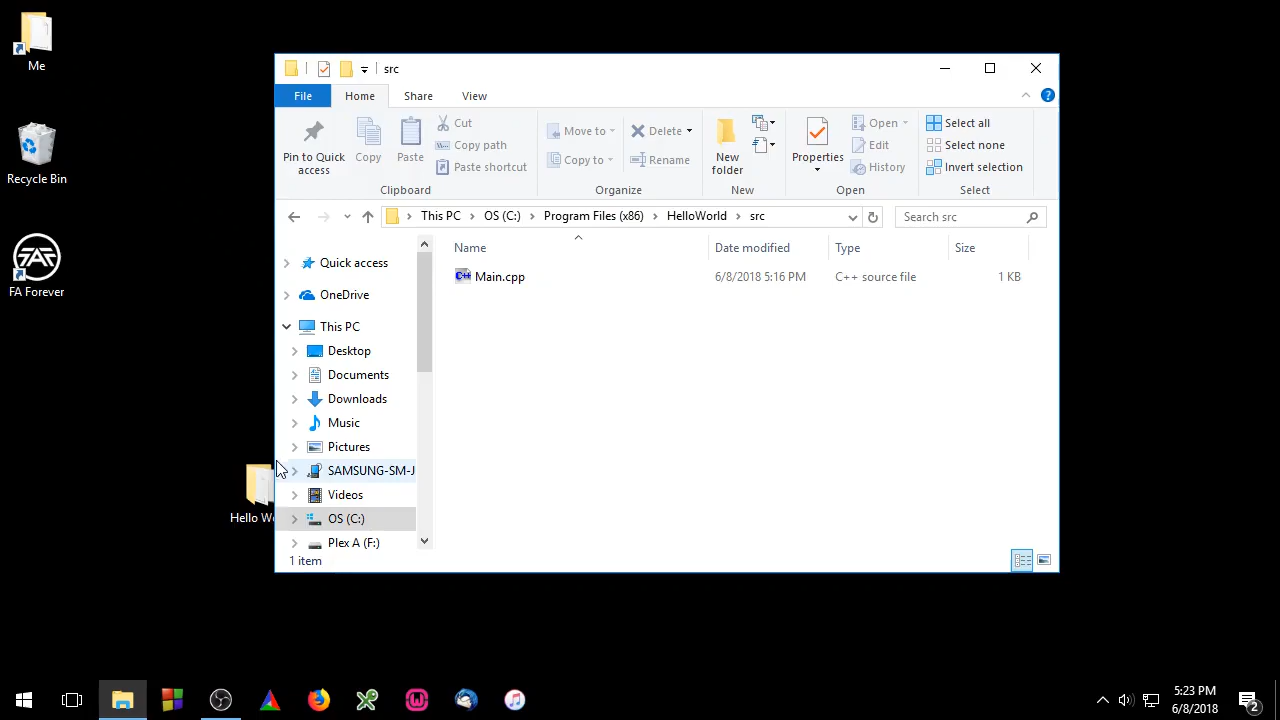 Me
Recycle Bin
FA Forever
src
File Home Share View
Pin to Quick access
Copy
Paste
Cut
Copy path
Paste shortcut
Clipboard
Move to
Copy to
Delete
Rename
Organize
New folder
New
Properties
Open
Edit
History
Open
Select all
Select none
Invert selection
Select
This PC OS (C:) Program Files (x86) HelloWorld src
Search src
Name Date modified Type Size
Main.cpp 6/8/2018 5:16 PM C++ source file 1 KB
Quick access
OneDrive
This PC
Desktop
Documents
Downloads
Music
Pictures
SAMSUNG-SM-J
Videos
OS (C:)
Plex A (F:)
1 item
Hello Wo
5:23 PM
6/8/2018
2